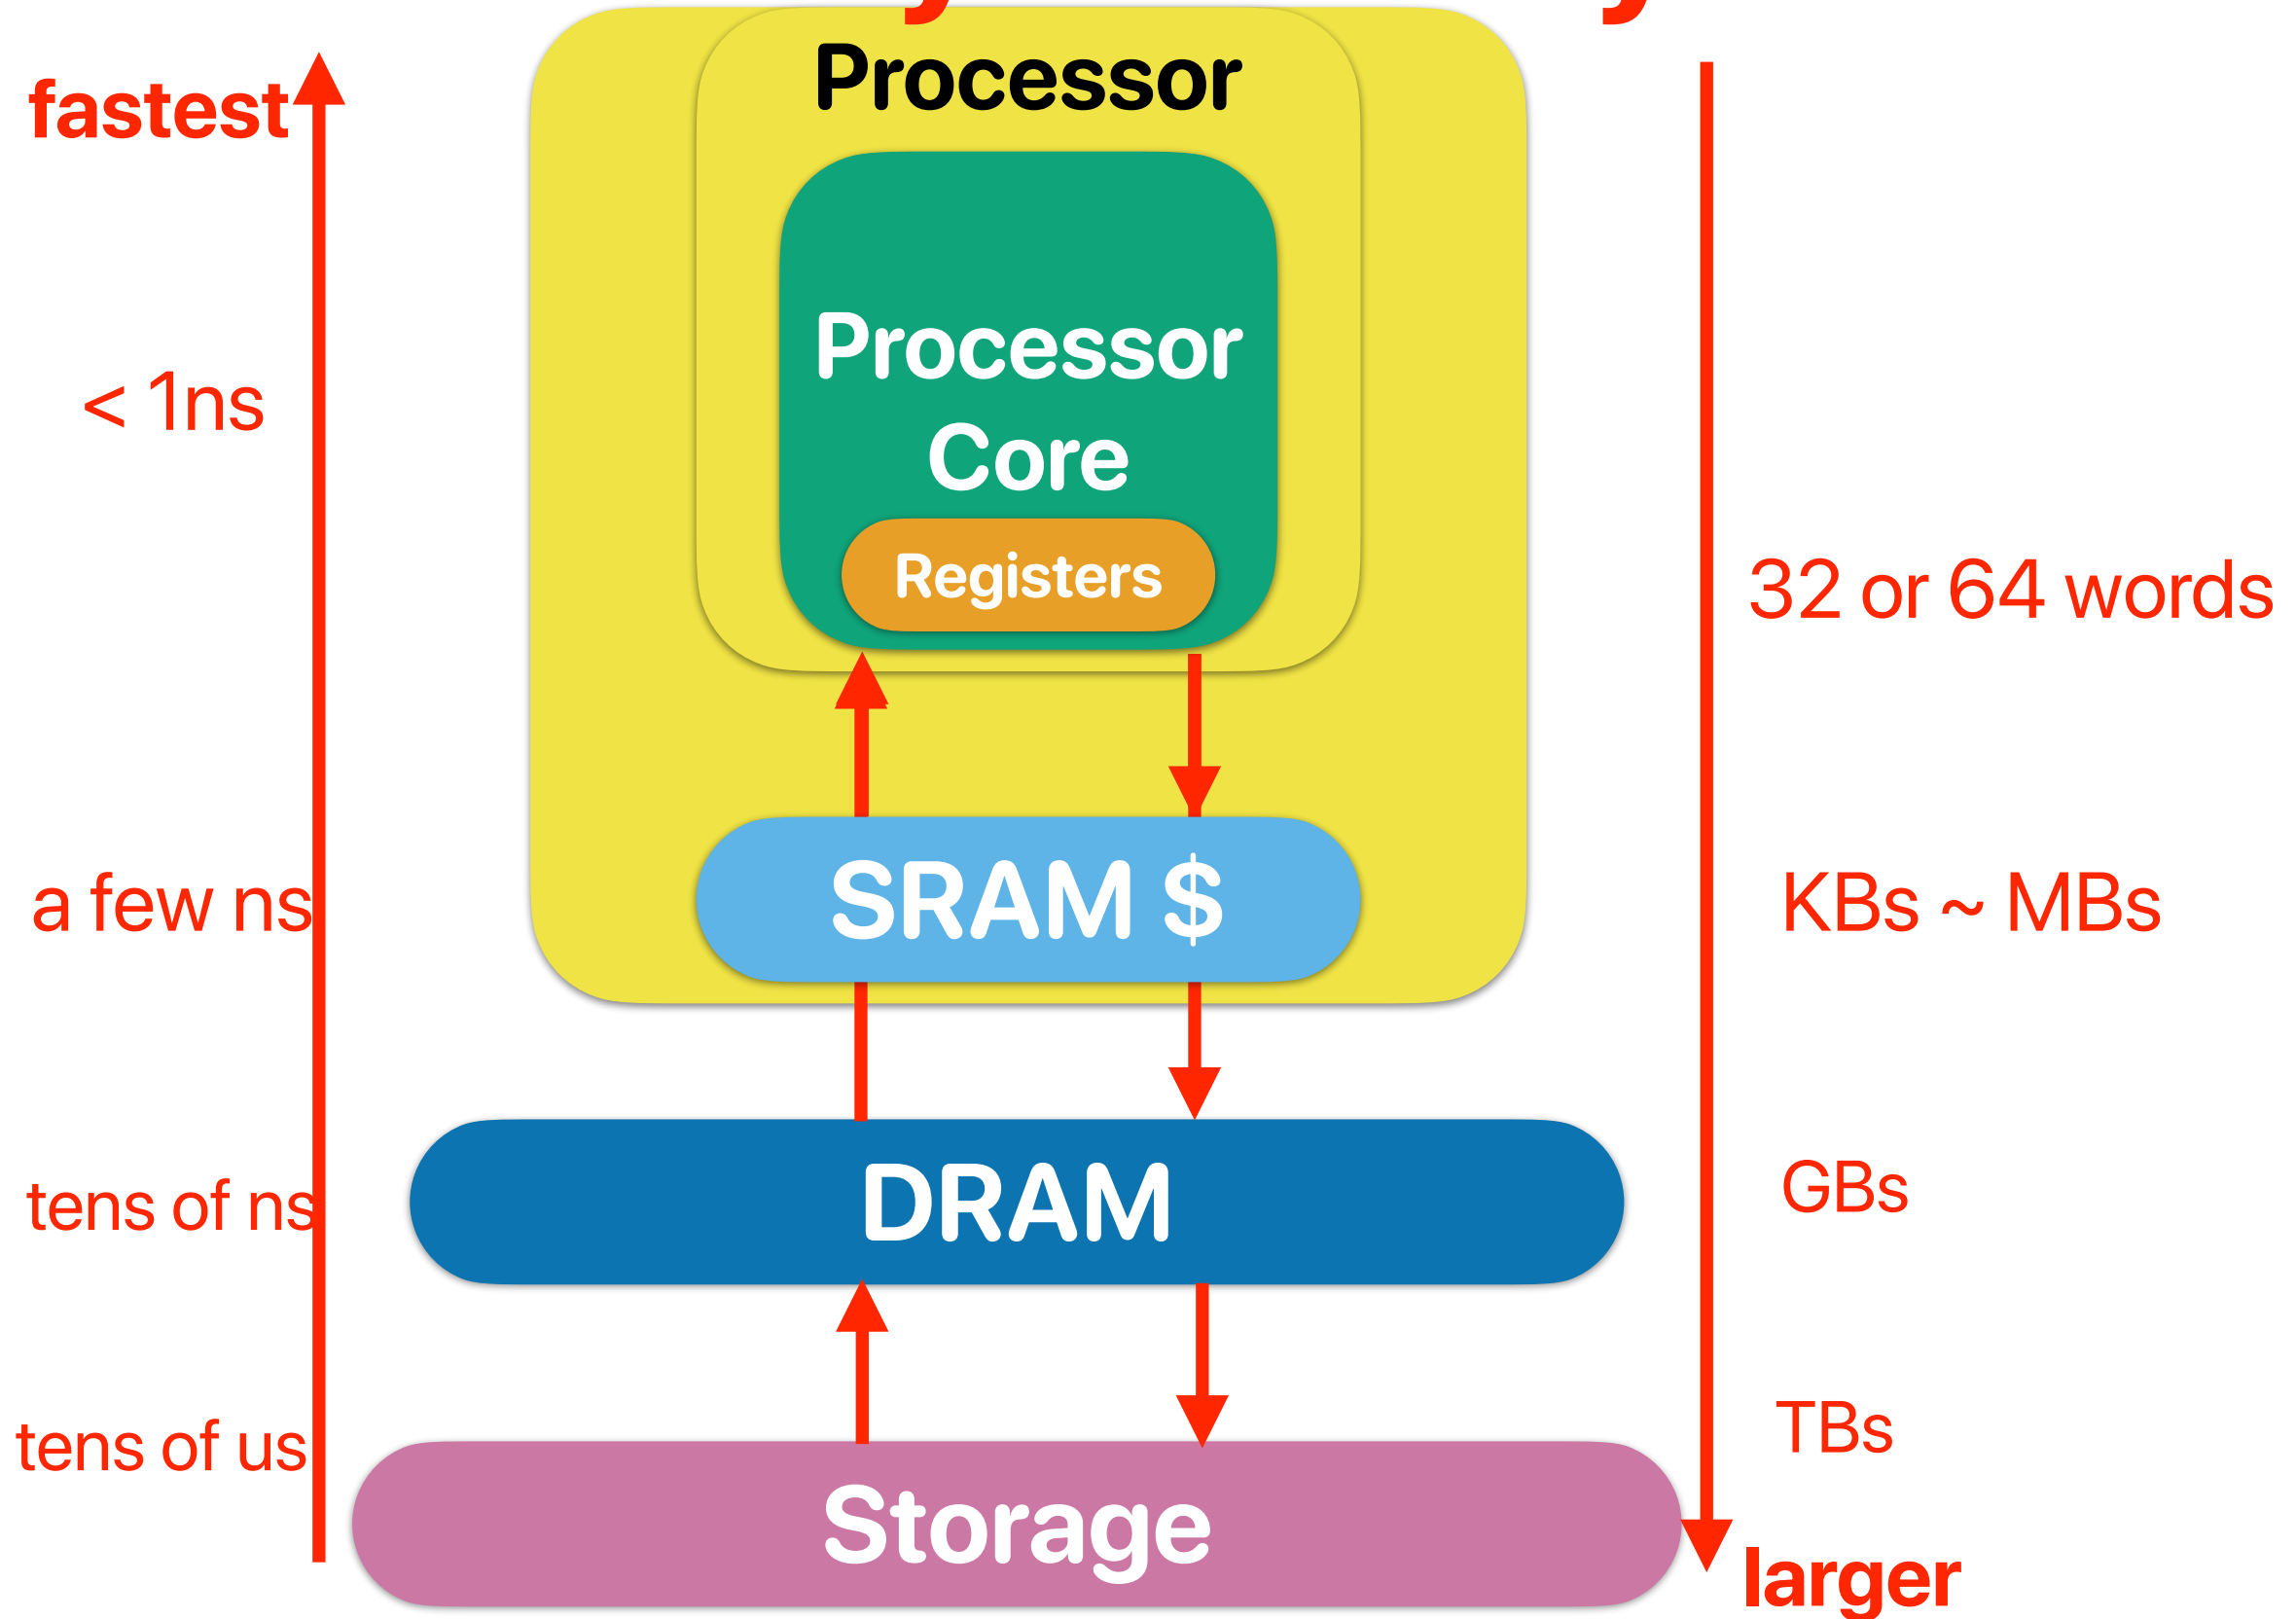 Processor
fastest
Processor
Core
< 1ns
Registers
32 or 64 words
a few ns
SRAM $
KBs ~ MBs
tens of ns
DRAM
GBs
tens of us
TBs
Storage
larger